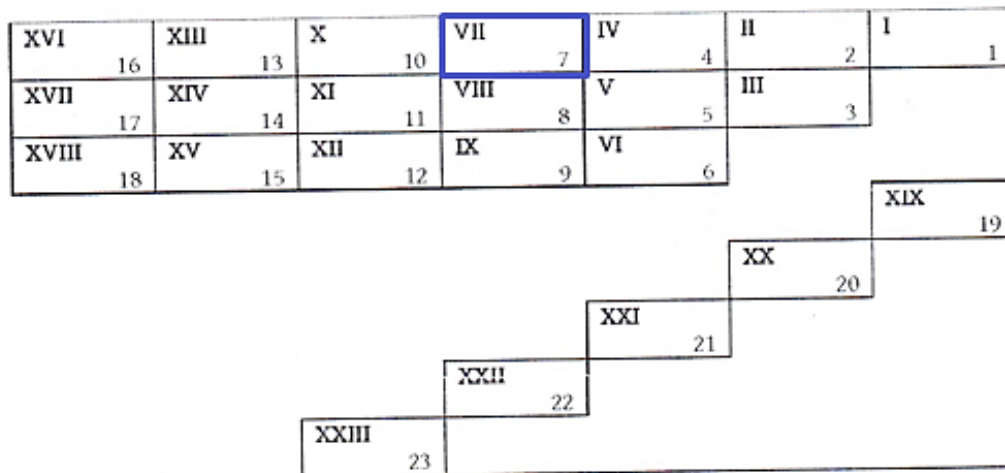 XVI XIII X VII IV II I
16 13 10 7 4 2 1
XVII XIV XI VIII V III
17 14 11 8 5 3
XVIII XV XII IX VI
18 15 12 9 6
XIX
19
XX
20
XXI
21
XXII
22
XXIII
23